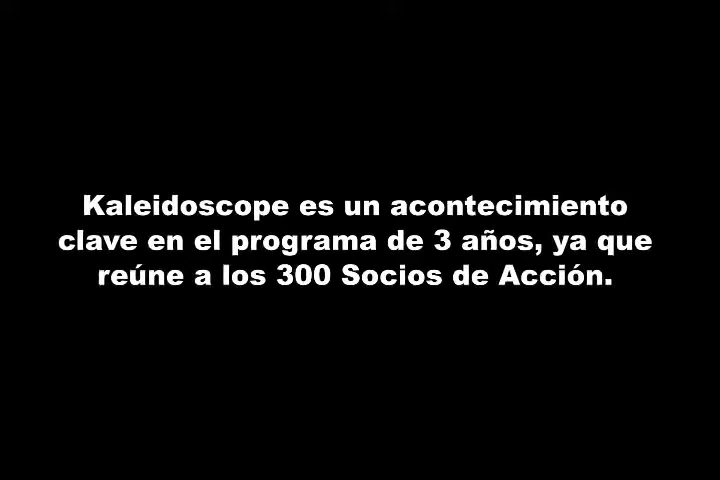 Kaleidoscope es un acontecimiento
clave en el programa de 3 años, ya que
reúne a los 300 Socios de Acción.